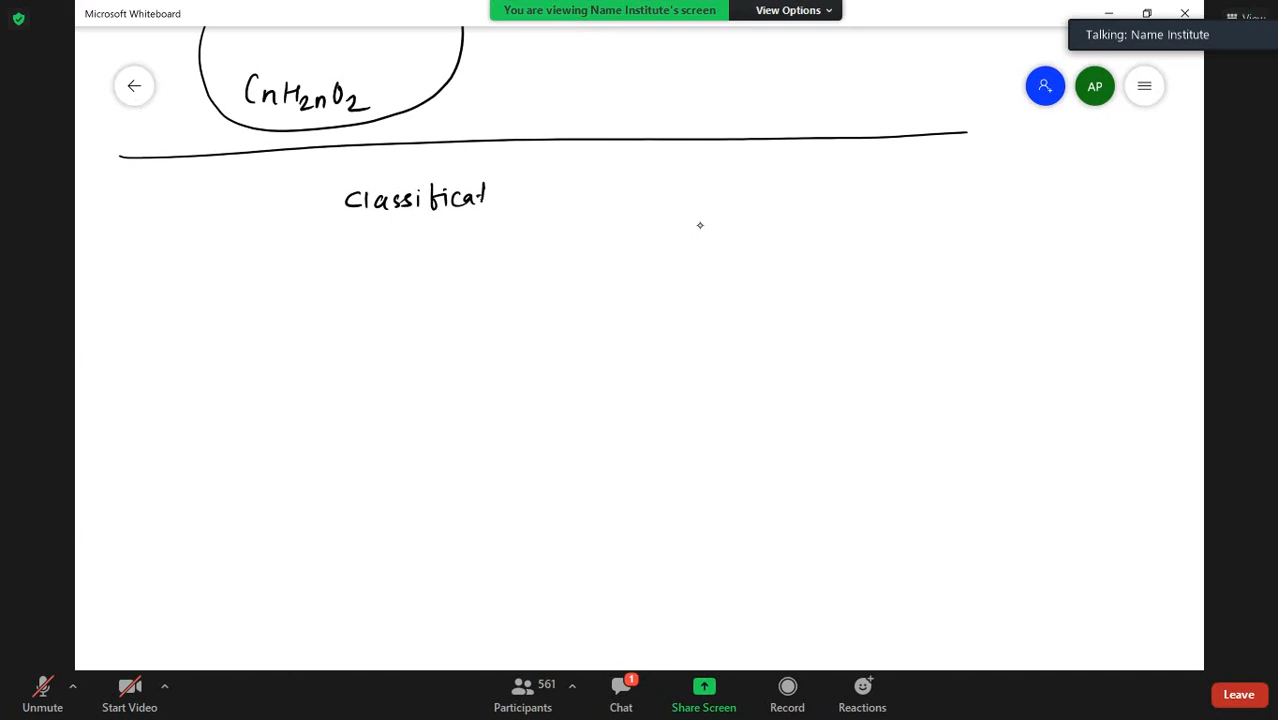 You are viewing Name Institute's screen
View Options
Microsoft Whiteboard
View
Talking: Name Institute
CnH2nO2
AP
Classificat
Unmute
Start Video
561
Participants
1
Chat
Share Screen
Record
Reactions
Leave